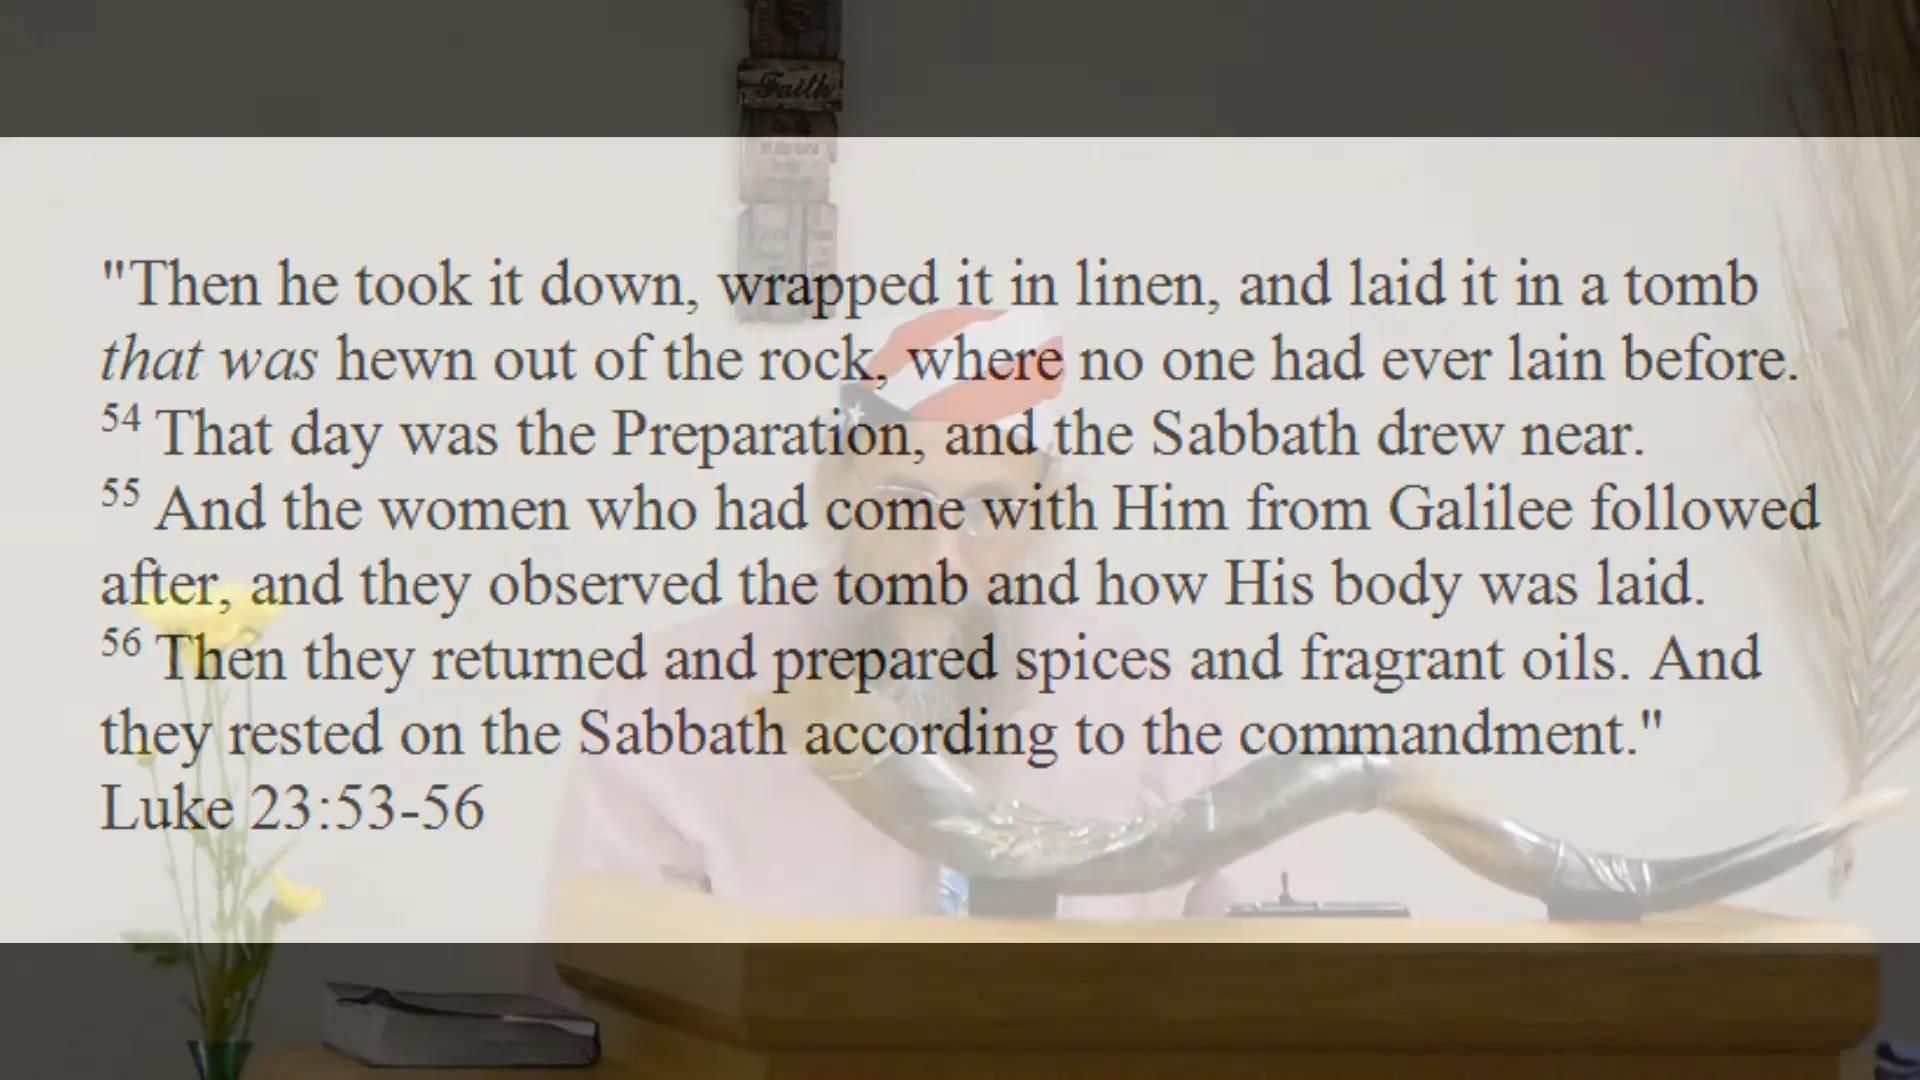 Faith
"Then he took it down, wrapped it in linen, and laid it in a tomb
that was hewn out of the rock, where no one had ever lain before.
54 That day was the Preparation, and the Sabbath drew near.
55 And the women who had come with Him from Galilee followed
after, and they observed the tomb and how His body was laid.
56 Then they returned and prepared spices and fragrant oils. And
they rested on the Sabbath according to the commandment."
Luke 23:53-56